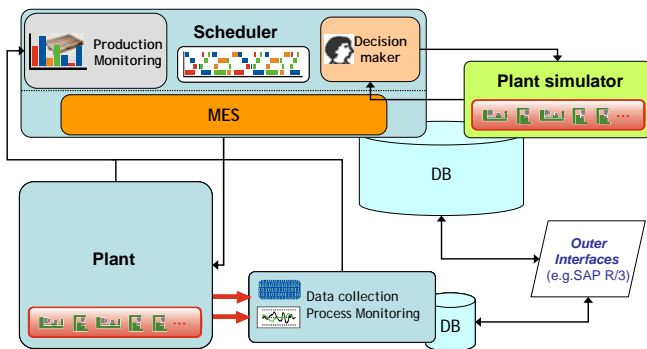 Production
Monitoring
Scheduler
Decision
maker
Plant simulator
...
MES
DB
Plant
...
Data collection
Process Monitoring
DB
Outer
Interfaces
(e.g.SAP R/3)